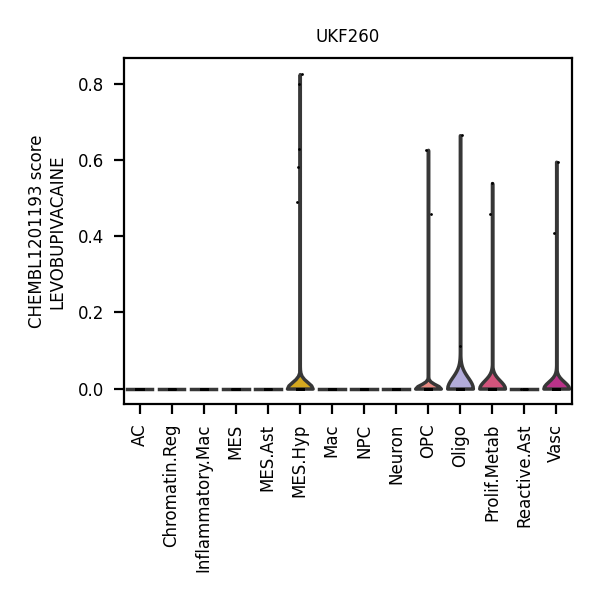 UKF260
CHEMBL1201193 score
LEVOBUPIVACAINE
0.8
0.6
0.4
0.2
0.0
AC
Chromatin.Reg
Inflammatory.Mac
MES
MES.Ast
MES.Hyp
Mac
NPC
Neuron
OPC
Oligo
Prolif.Metab
Reactive.Ast
Vasc